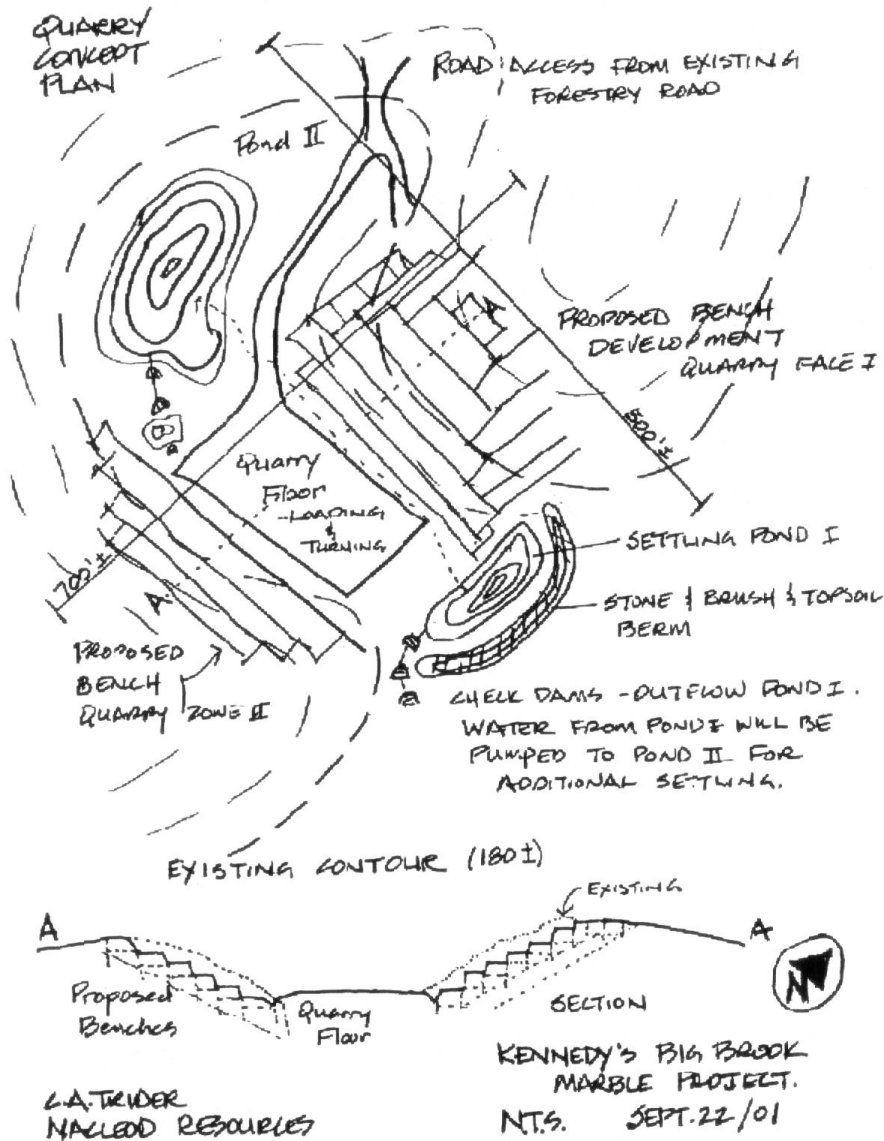 QUARRY
CONCEPT
PLAN
ROAD ACCESS FROM EXISTING
FORESTRY ROAD
Pond II
A
PROPOSED BENCH
DEVELOPMENT
QUARRY FACE I
500'±
Quarry
Floor
-LOADING
&
TURNING
700'±
A
SETTLING POND I
STONE & BRUSH & TOPSOIL
BERM
PROPOSED
BENCH
QUARRY ZONE II
CHECK DAMS - OUTFLOW POND I.
WATER FROM POND I WILL BE
PUMPED TO POND II FOR
ADDITIONAL SETTLING.
EXISTING CONTOUR (180±)
EXISTING
A
A
Proposed
Benches
Quarry
Floor
SECTION
N
KENNEDY'S BIG BROOK
MARBLE PROJECT.
L.A. TRIDER
MACLEOD RESOURCES
N.T.S. SEPT. 22/01